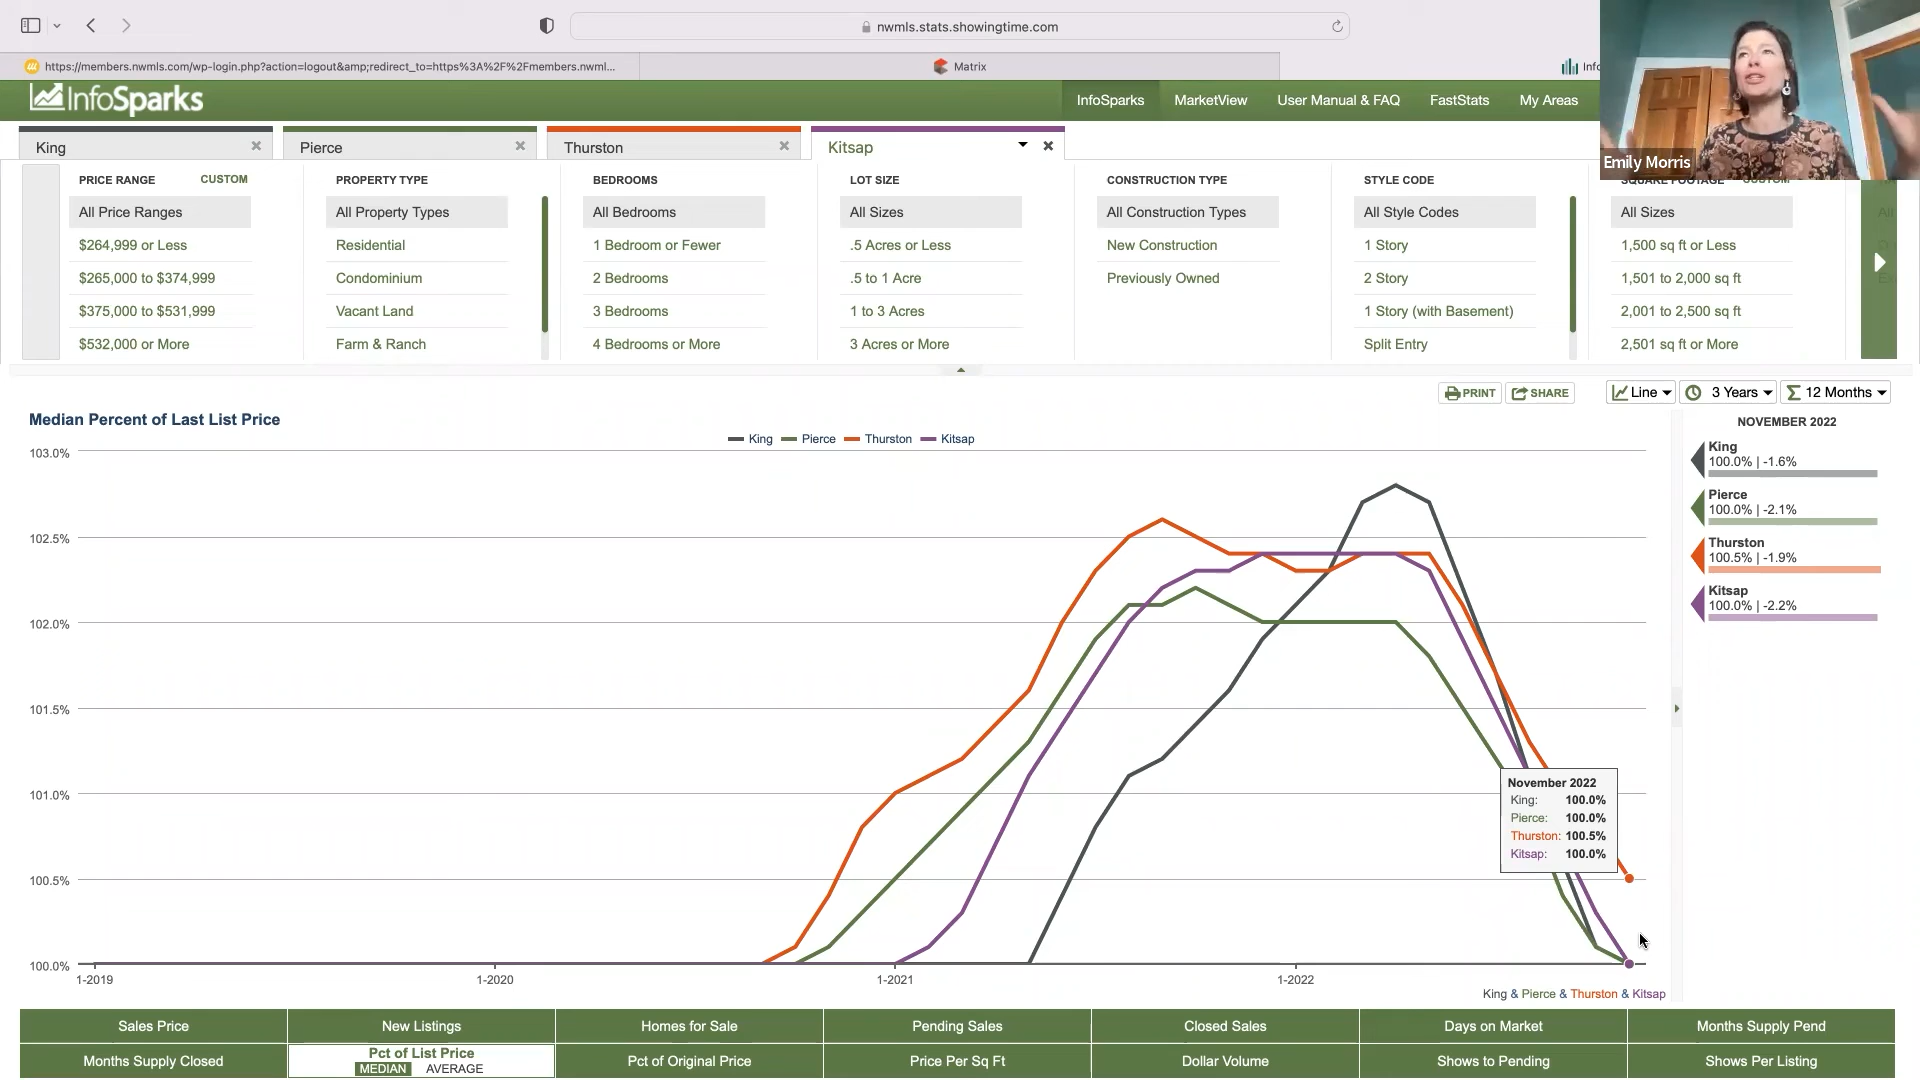 nwmls.stats.showingtime.com
https://members.nwmls.com/wp-login.php?action=logout&amp;redirect_to=https%3A%2F%2Fmembers.nwml...
Matrix
Info
InfoSparks
InfoSparks
MarketView
User Manual & FAQ
FastStats
My Areas
Emily Morris
King
Pierce
Thurston
Kitsap
PRICE RANGE
CUSTOM
All Price Ranges
$264,999 or Less
$265,000 to $374,999
$375,000 to $531,999
$532,000 or More
PROPERTY TYPE
All Property Types
Residential
Condominium
Vacant Land
Farm & Ranch
BEDROOMS
All Bedrooms
1 Bedroom or Fewer
2 Bedrooms
3 Bedrooms
4 Bedrooms or More
LOT SIZE
All Sizes
.5 Acres or Less
.5 to 1 Acre
1 to 3 Acres
3 Acres or More
CONSTRUCTION TYPE
All Construction Types
New Construction
Previously Owned
STYLE CODE
All Style Codes
1 Story
2 Story
1 Story (with Basement)
Split Entry
SQUARE FOOTAGE
CUSTOM
All Sizes
1,500 sq ft or Less
1,501 to 2,000 sq ft
2,001 to 2,500 sq ft
2,501 sq ft or More
PRINT
SHARE
Line
3 Years
12 Months
Median Percent of Last List Price
King
Pierce
Thurston
Kitsap
103.0%
102.5%
102.0%
101.5%
101.0%
100.5%
100.0%
1-2019
1-2020
1-2021
1-2022
November 2022
King: 100.0%
Pierce: 100.0%
Thurston: 100.5%
Kitsap: 100.0%
King & Pierce & Thurston & Kitsap
NOVEMBER 2022
King
100.0% | -1.6%
Pierce
100.0% | -2.1%
Thurston
100.5% | -1.9%
Kitsap
100.0% | -2.2%
Sales Price
New Listings
Homes for Sale
Pending Sales
Closed Sales
Days on Market
Months Supply Pend
Months Supply Closed
Pct of List Price
MEDIAN
AVERAGE
Pct of Original Price
Price Per Sq Ft
Dollar Volume
Shows to Pending
Shows Per Listing